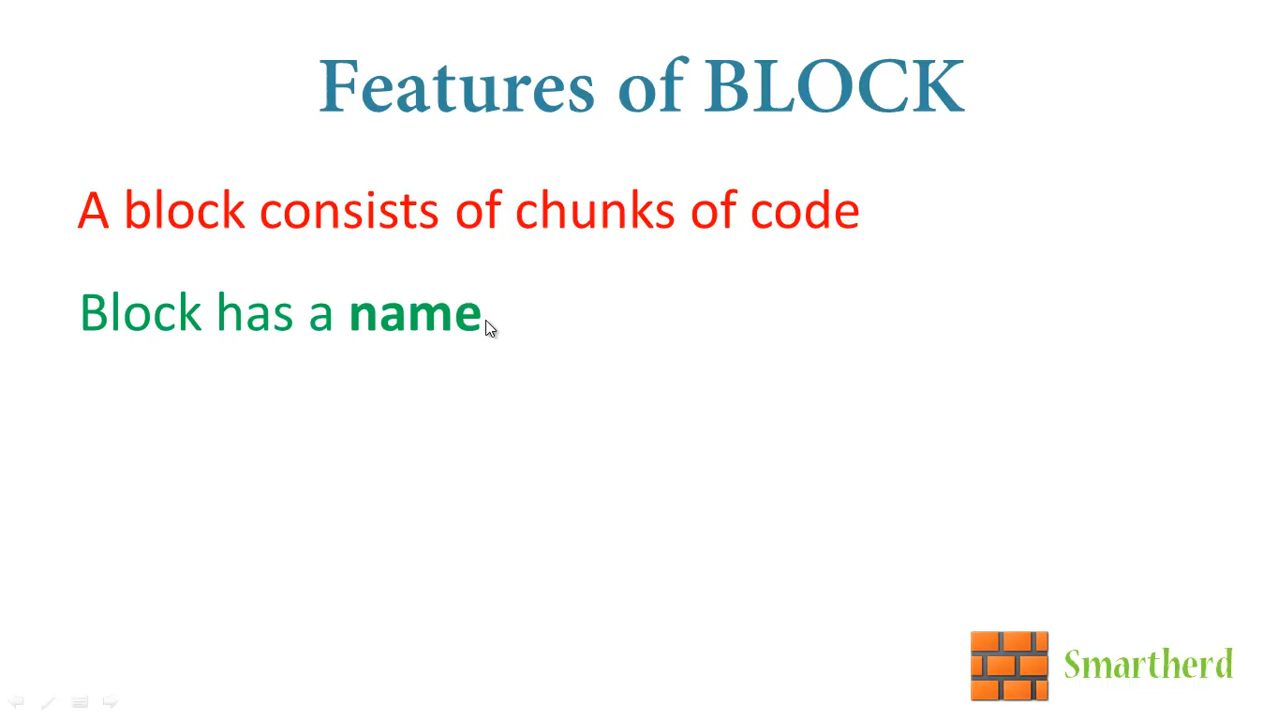 Features of BLOCK
A block consists of chunks of code
Block has a name
Smartherd